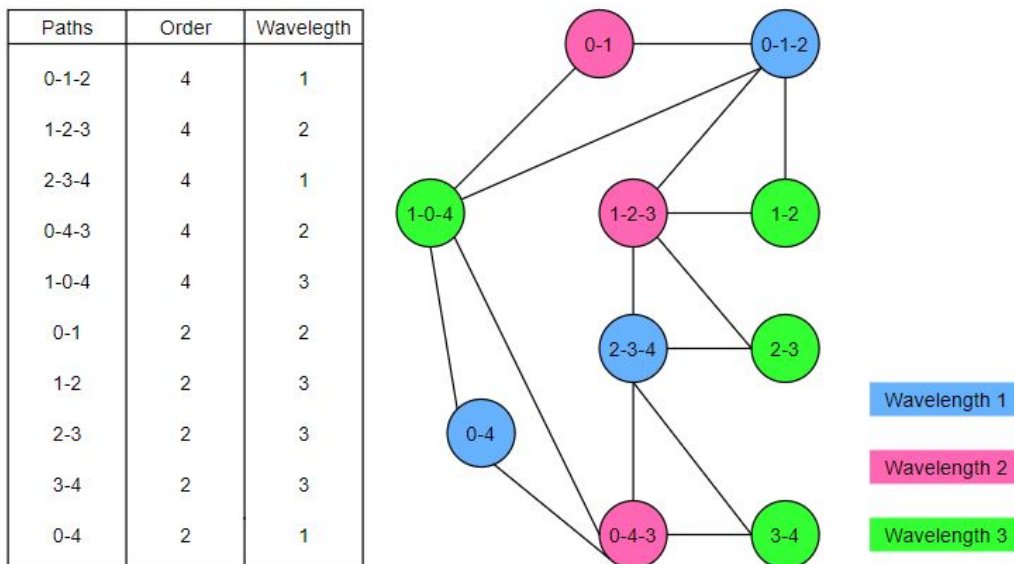 Paths Order Wavelegth
0-1-2 4 1
1-2-3 4 2
2-3-4 4 1
0-4-3 4 2
1-0-4 4 3
0-1 2 2
1-2 2 3
2-3 2 3
3-4 2 3
0-4 2 1
0-1
0-1-2
1-0-4
1-2-3
1-2
2-3-4
2-3
0-4
0-4-3
3-4
Wavelength 1
Wavelength 2
Wavelength 3